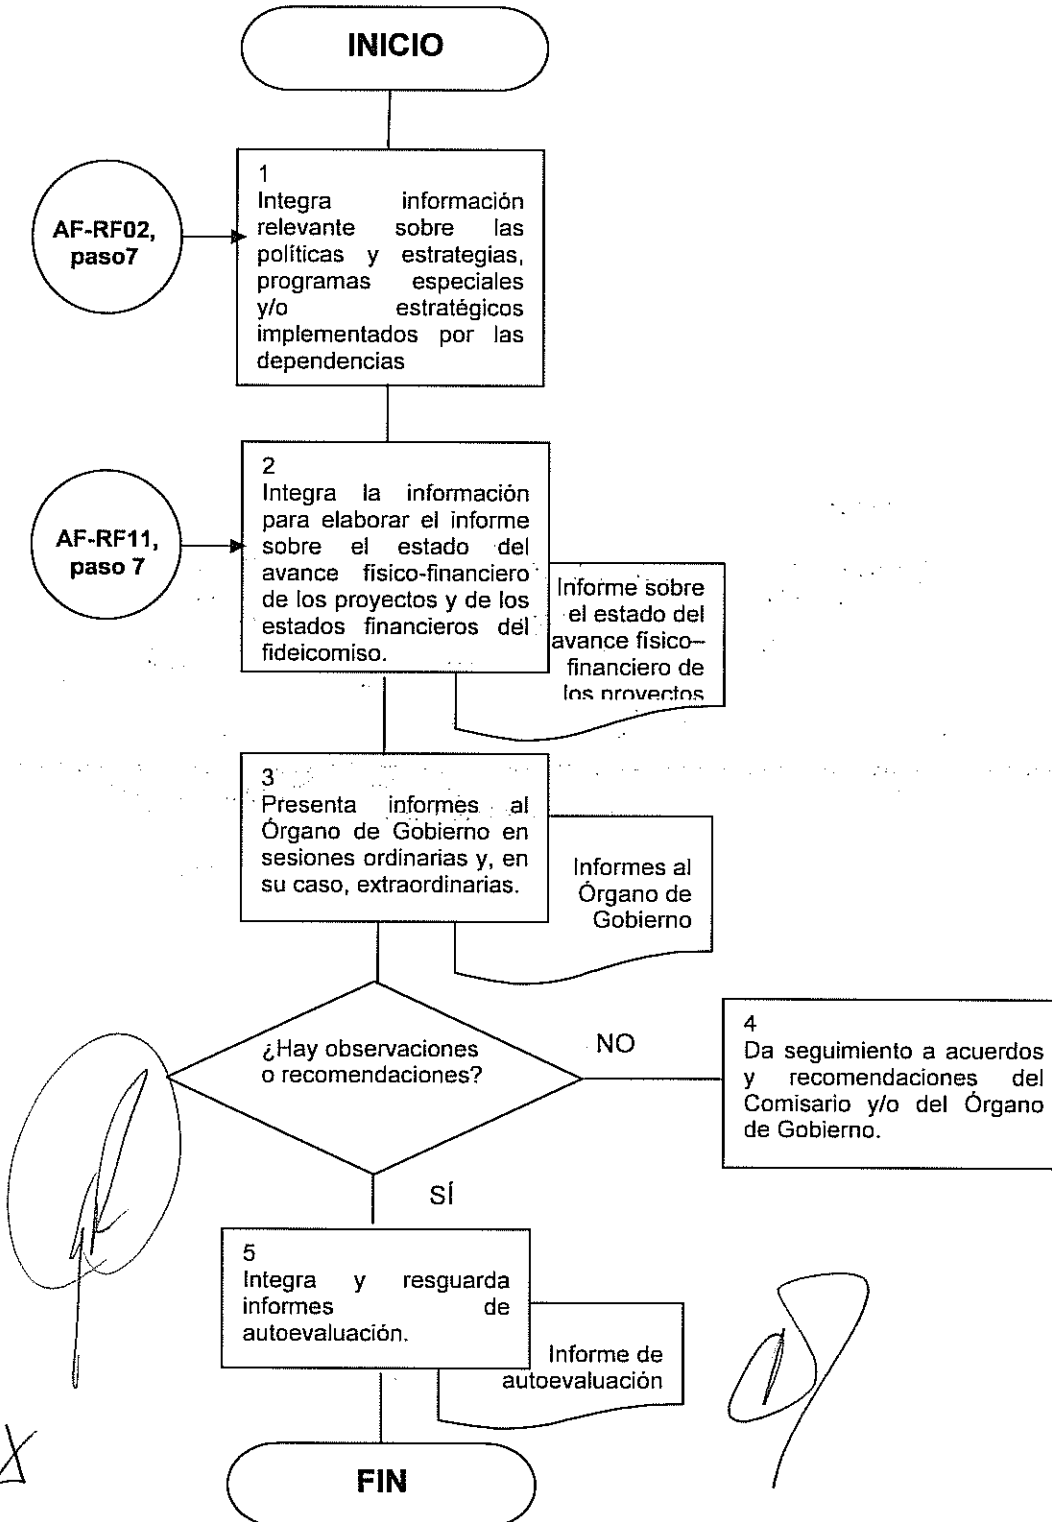 INICIO
AF-RF02,
paso7
1
Integra información
relevante sobre las
políticas y estrategias,
programas especiales
y/o estratégicos
implementados por las
dependencias
AF-RF11,
paso 7
2
Integra la información
para elaborar el informe
sobre el estado del
avance físico-financiero
de los proyectos y de los
estados financieros del
fideicomiso.
Informe sobre
el estado del
avance físico–
financiero de
los proyectos
3
Presenta informes al
Órgano de Gobierno en
sesiones ordinarias y, en
su caso, extraordinarias.
Informes al
Órgano de
Gobierno
¿Hay observaciones
o recomendaciones?
NO
4
Da seguimiento a acuerdos
y recomendaciones del
Comisario y/o del Órgano
de Gobierno.
SÍ
5
Integra y resguarda
informes de
autoevaluación.
Informe de
autoevaluación
FIN